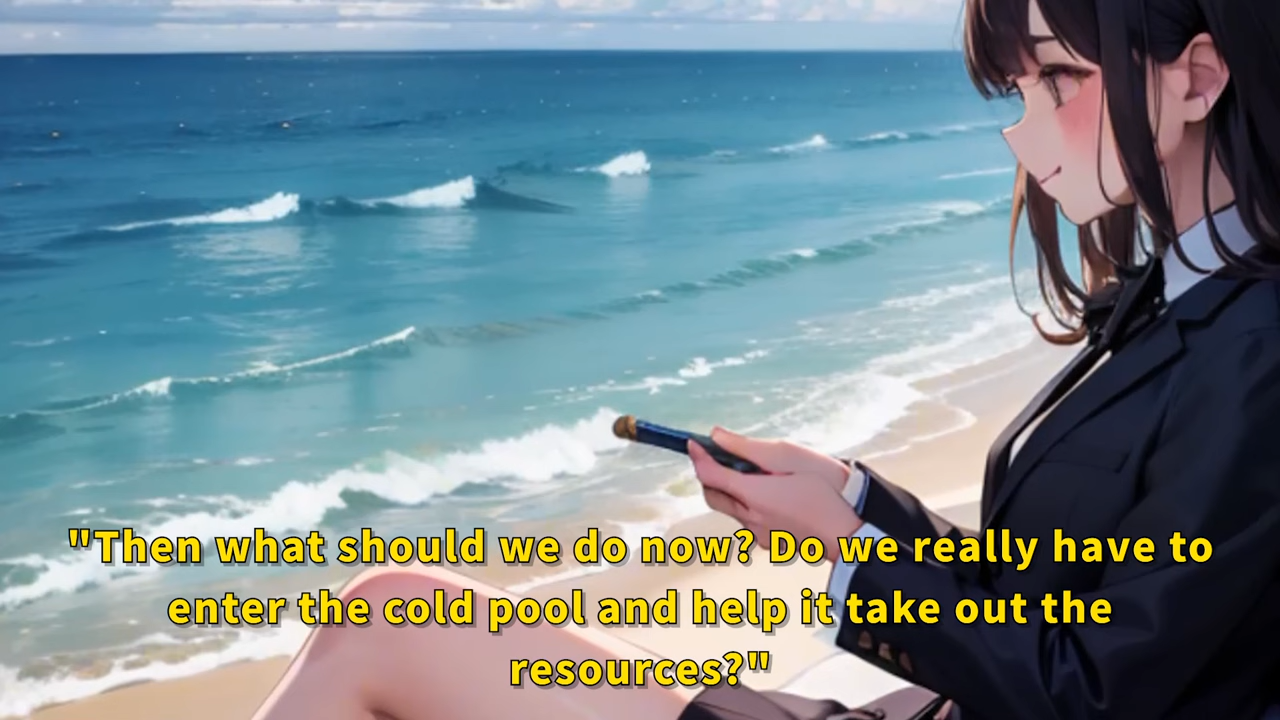 "Then what should we do now? Do we really have to
enter the cold pool and help it take out the
resources?"